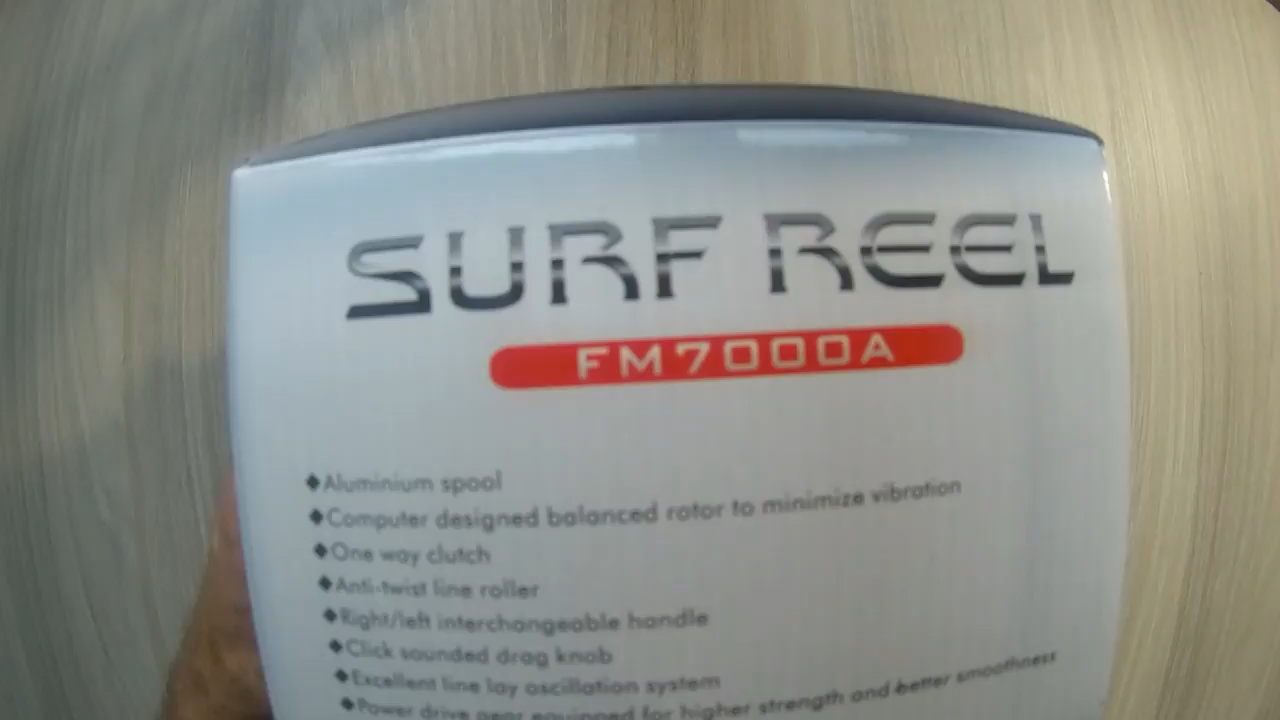 SURF REEL
FM7000A
◆Aluminium spool
◆Computer designed balanced rotor to minimize vibration
◆One way clutch
◆Anti-twist line roller
◆Right/left interchangeable handle
◆Click sounded drag knob
◆Excellent line lay oscillation system
◆Power drive gear equipped for higher strength and better smoothness